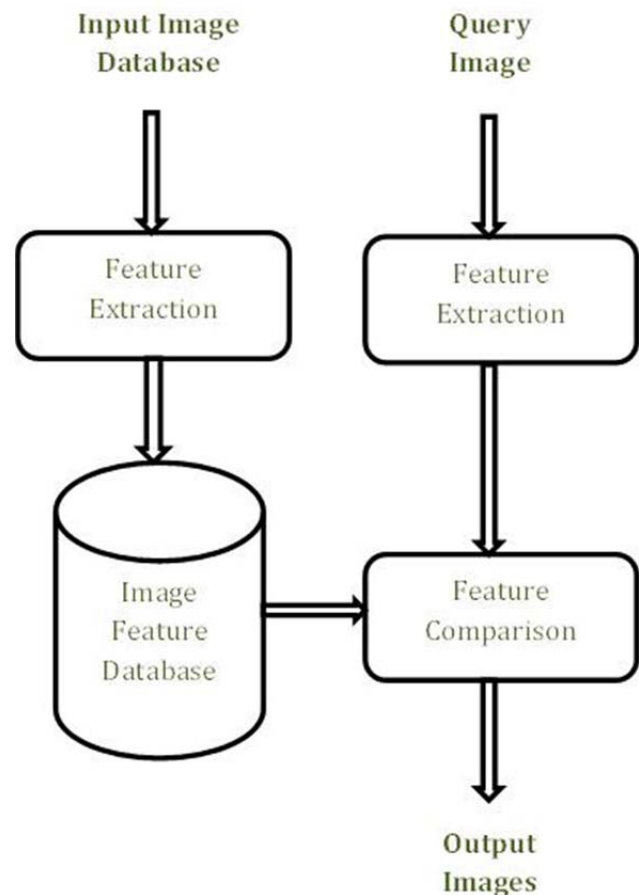 Input Image
Database
Query
Image
Feature
Extraction
Feature
Extraction
Image
Feature
Database
Feature
Comparison
Output
Images